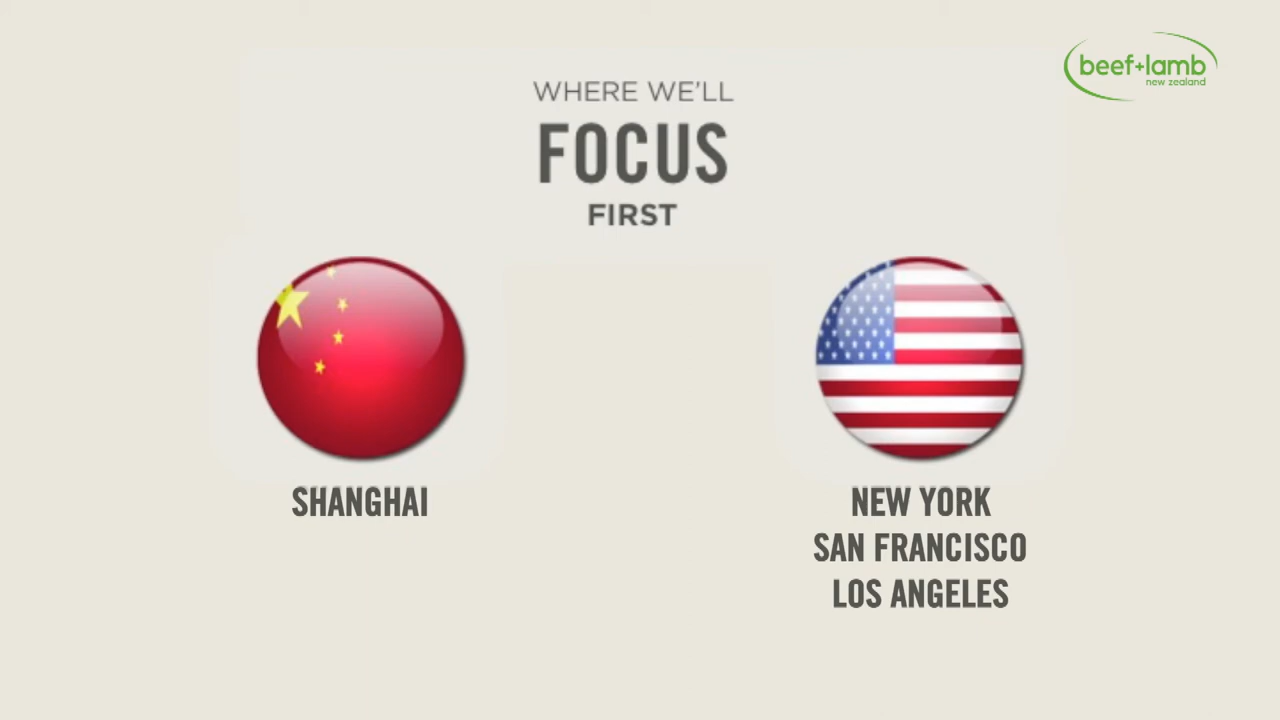 beef+lamb
new zealand
WHERE WE'LL
FOCUS
FIRST
SHANGHAI
NEW YORK
SAN FRANCISCO
LOS ANGELES